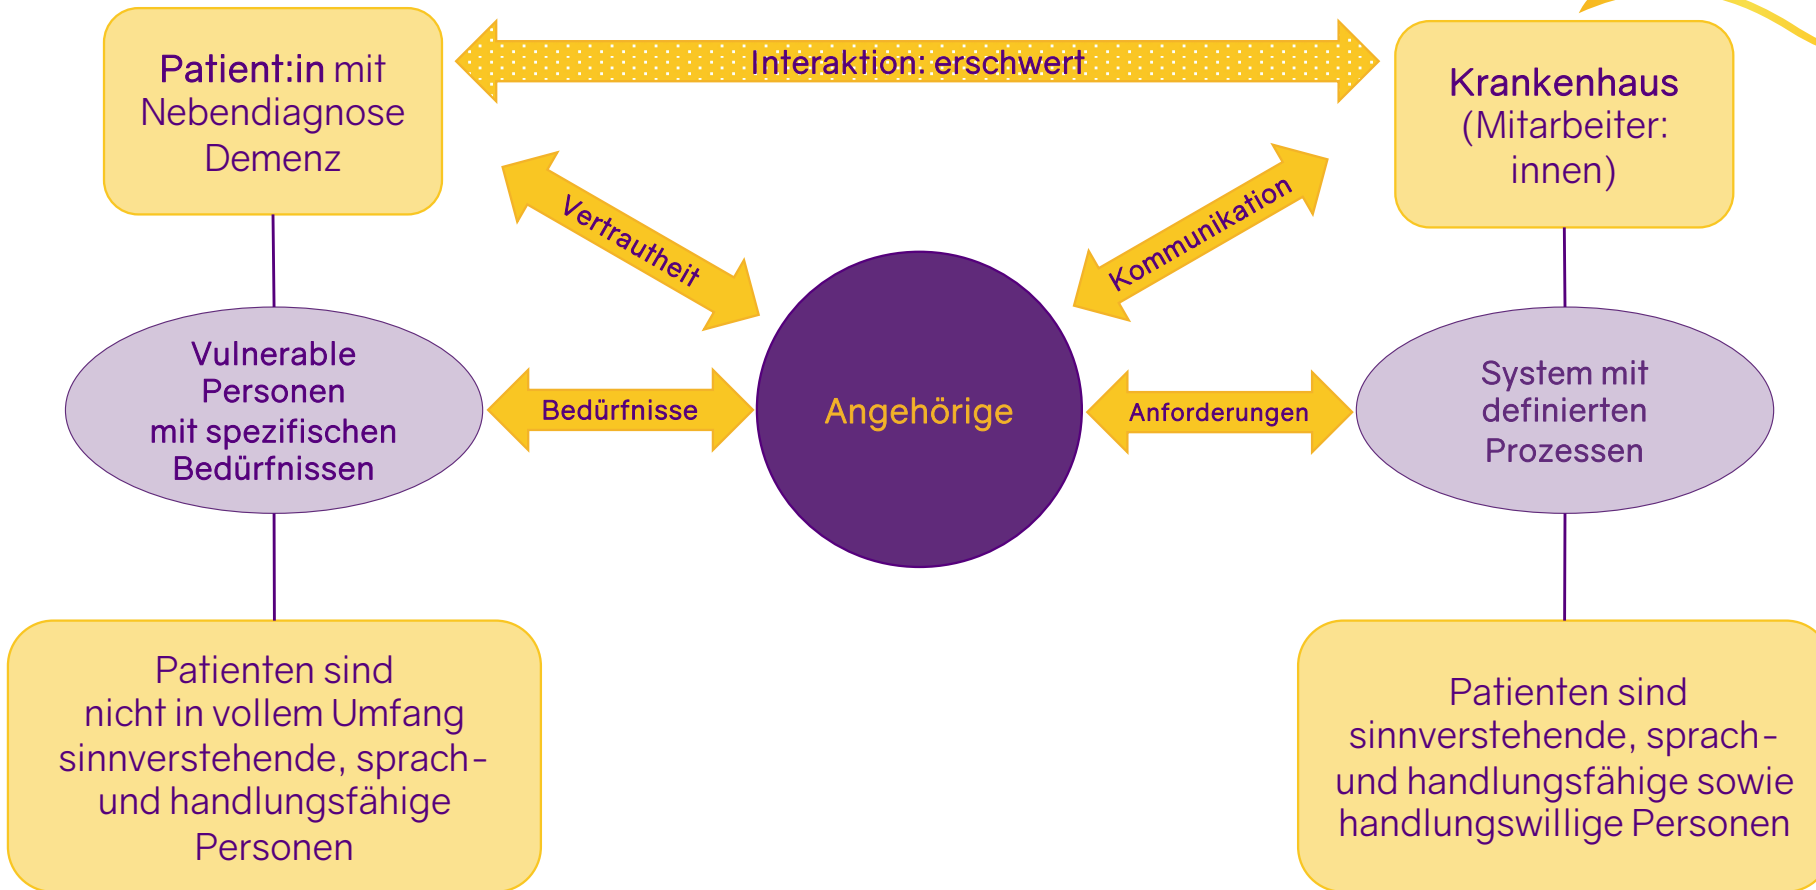 Patient:in mit
Nebendiagnose
Demenz
Interaktion: erschwert
Krankenhaus
(Mitarbeiter:
innen)
Vertrautheit
Kommunikation
Vulnerable
Personen
mit spezifischen
Bedürfnissen
Bedürfnisse
Angehörige
Anforderungen
System mit
definierten
Prozessen
Patienten sind
nicht in vollem Umfang
sinnverstehende, sprach-
und handlungsfähige
Personen
Patienten sind
sinnverstehende, sprach-
und handlungsfähige sowie
handlungswillige Personen